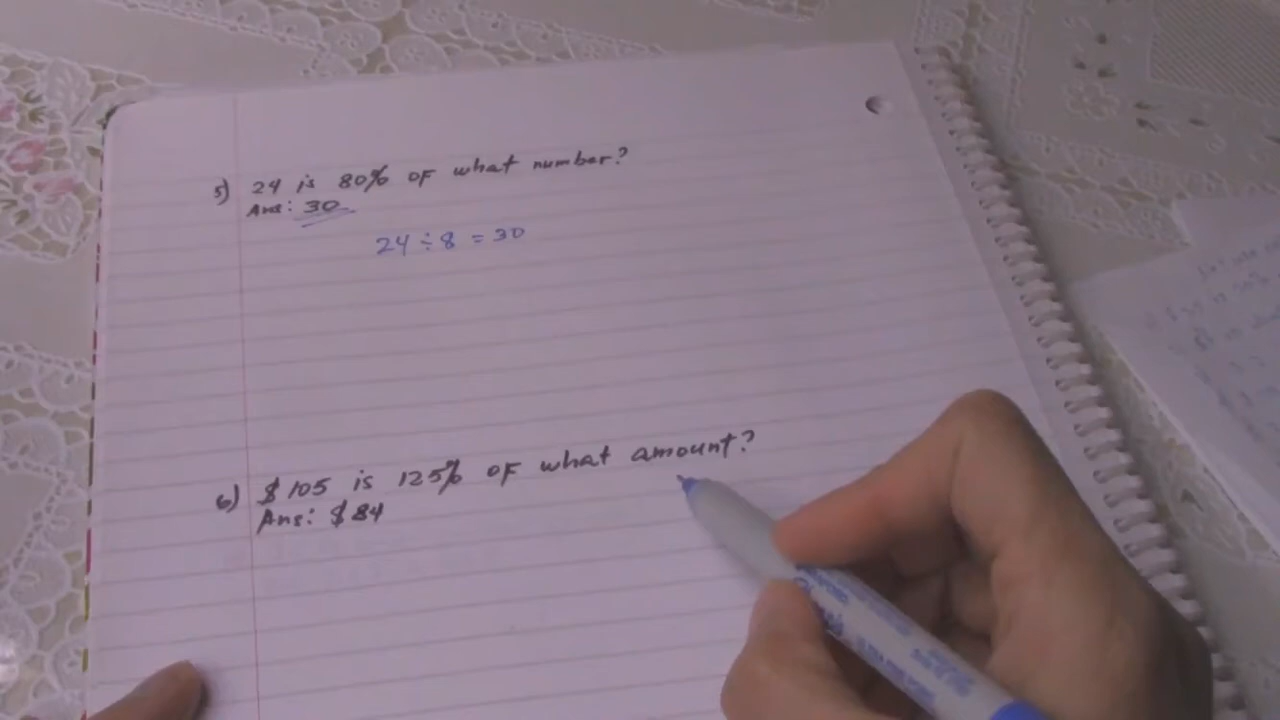 5) 24 is 80% OF what number?
Ans: 30
24 ÷ 8 = 30
6) $105 is 125% OF what amount?
Ans: $84